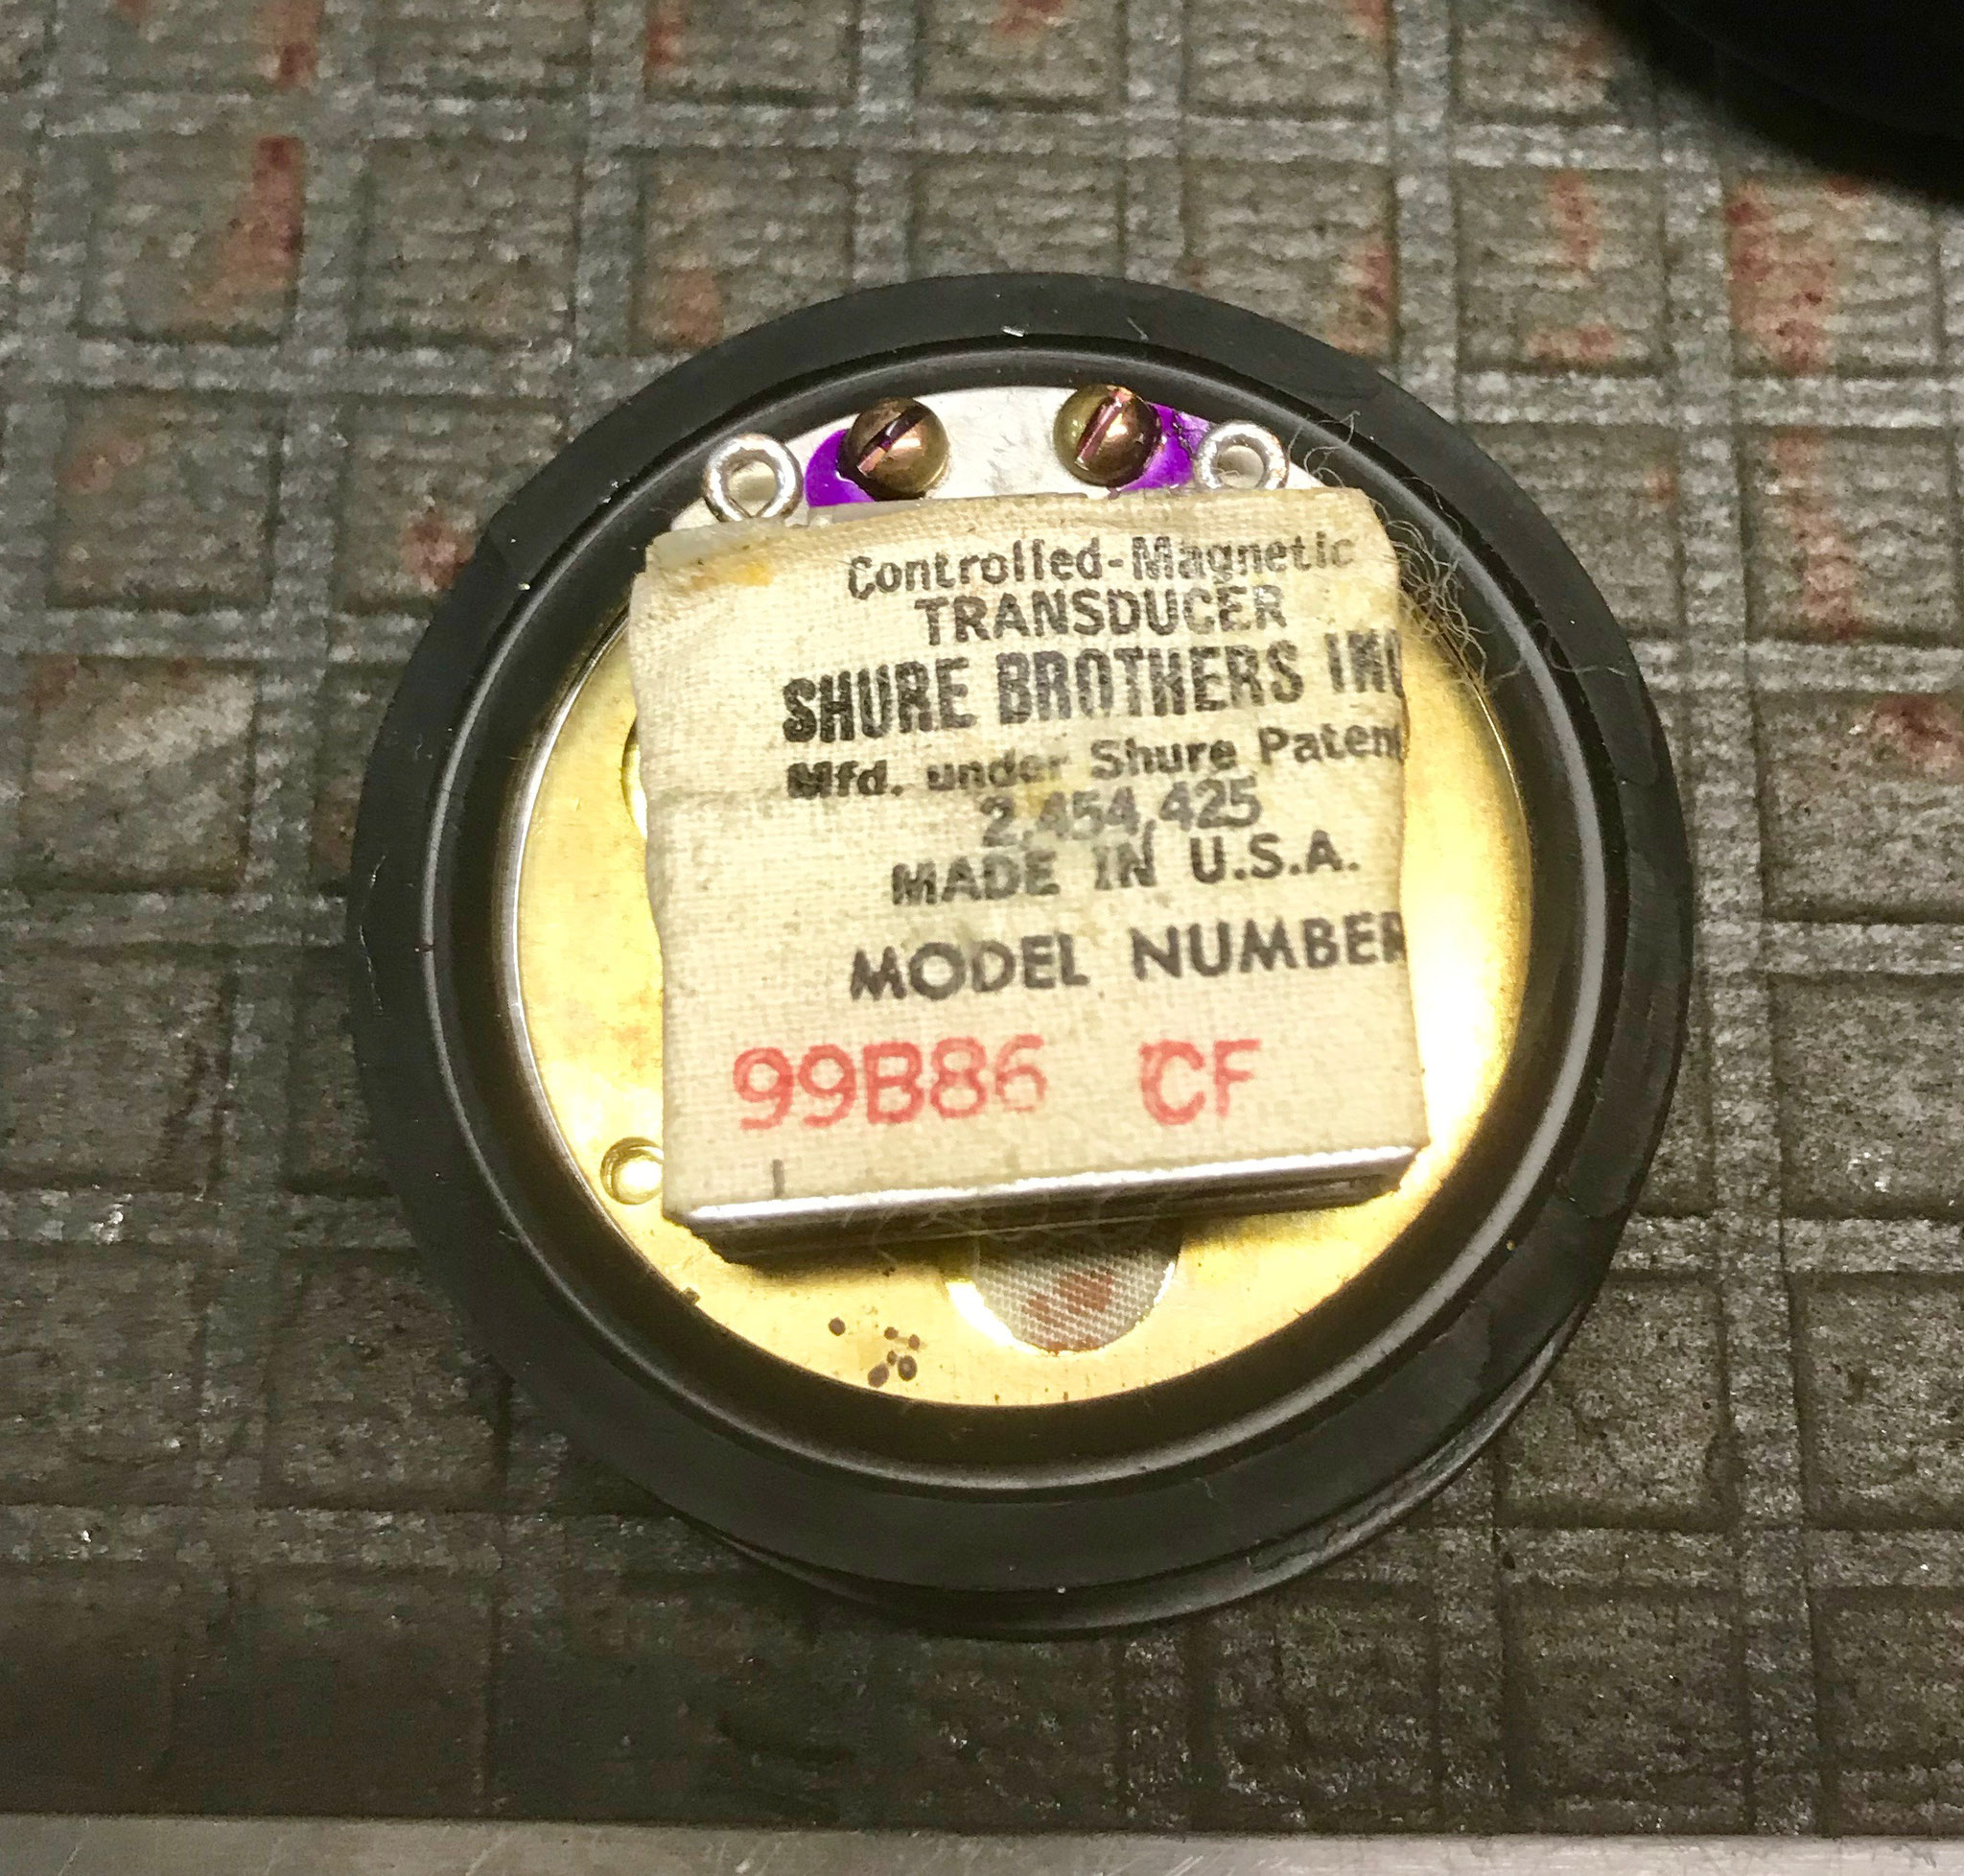 Controlled-Magnetic
TRANSDUCER
SHURE BROTHERS INC
Mfd. under Shure Patent
2,454,425
MADE IN U.S.A.
MODEL NUMBER
99B86 CF